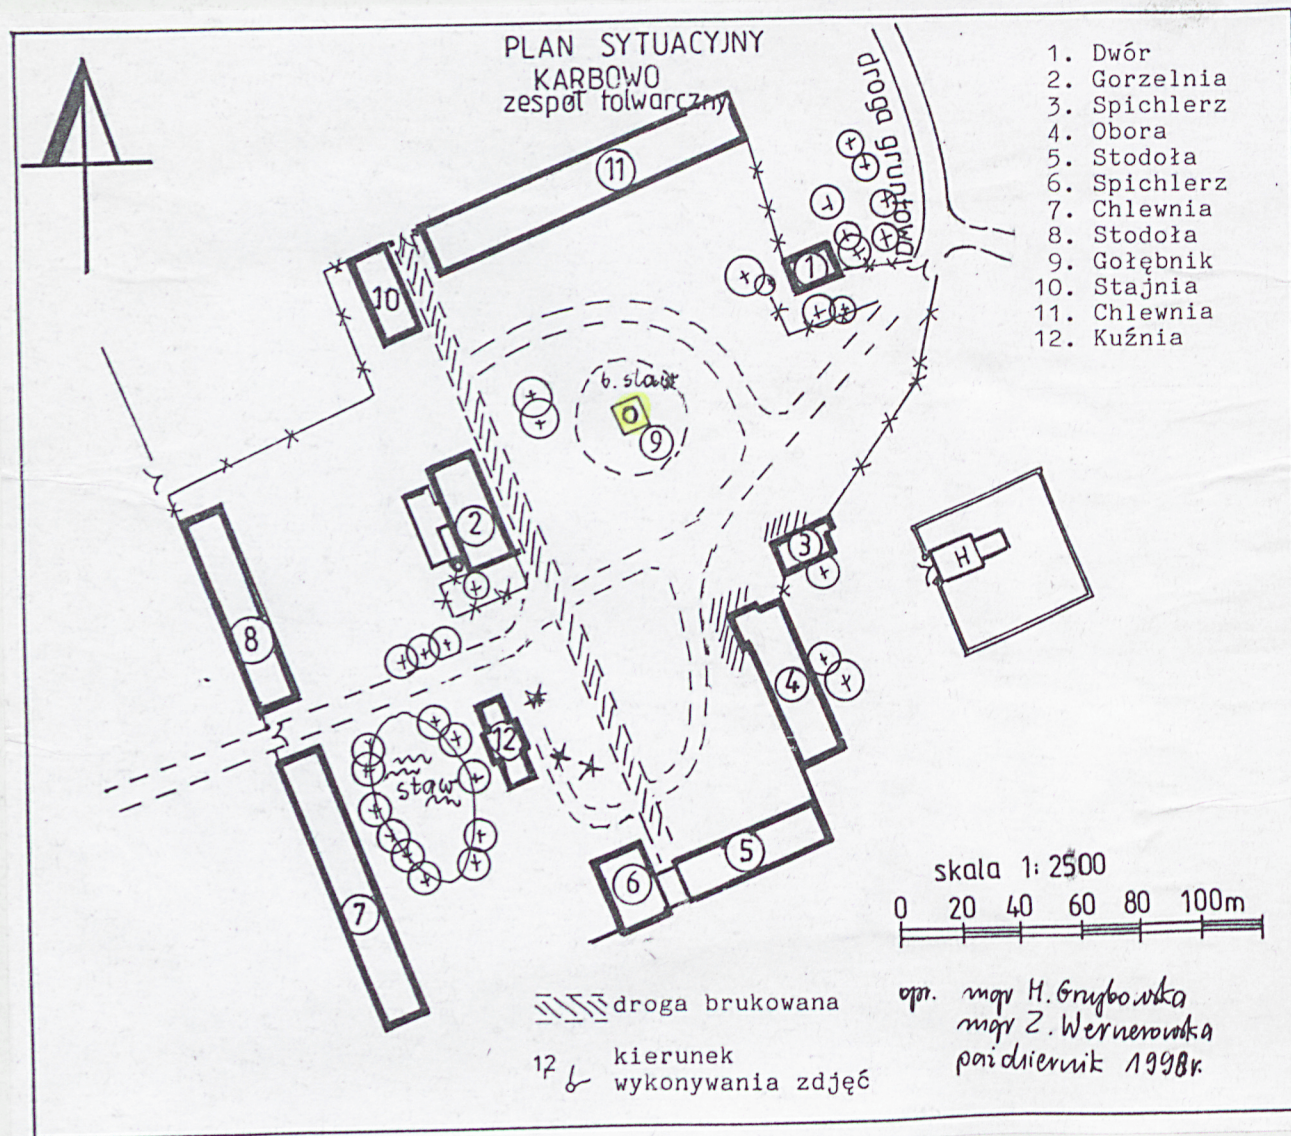 PLAN SYTUACYJNY
KARBOWO
zespół folwarczny
droga gruntowa
1. Dwór
2. Gorzelnia
3. Spichlerz
4. Obora
5. Stodoła
6. Spichlerz
7. Chlewnia
8. Stodoła
9. Gołębnik
10. Stajnia
11. Chlewnia
12. Kuźnia
11
1
10
b. staw
9
2
3
H
8
4
12
staw
5
6
7
skala 1: 2500
0 20 40 60 80 100m
droga brukowana
12 kierunek
wykonywania zdjęć
opr. mgr H. Grzybowska
mgr Z. Wernerowska
październik 1998r.